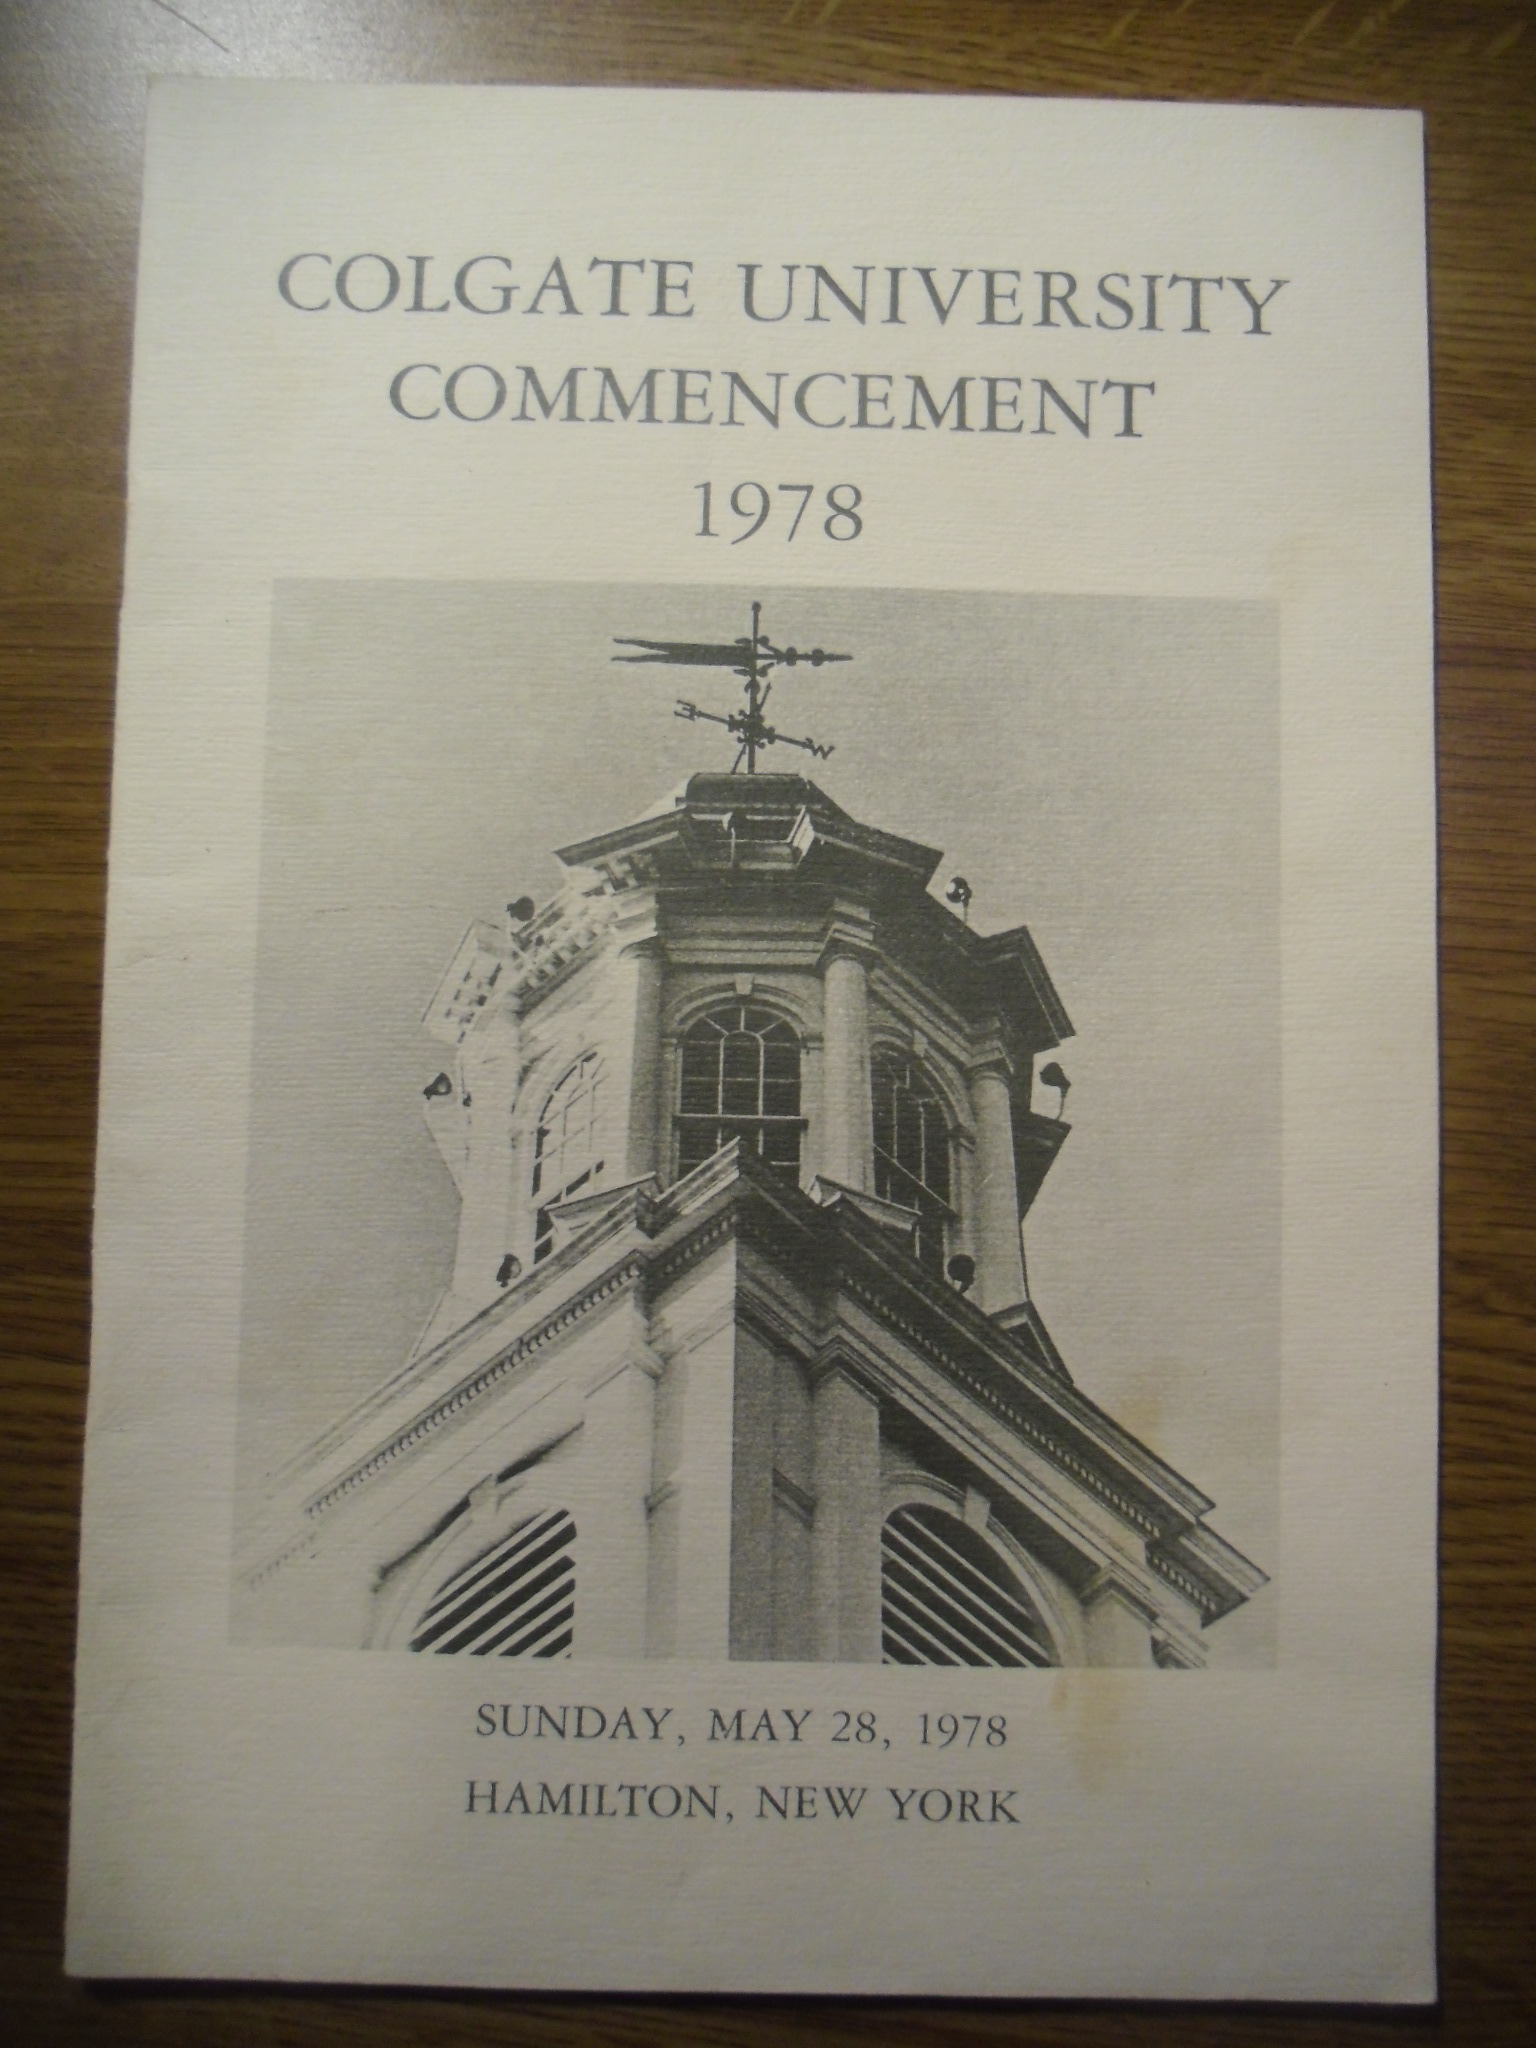 COLGATE UNIVERSITY
COMMENCEMENT
1978
E
W
SUNDAY, MAY 28, 1978
HAMILTON, NEW YORK